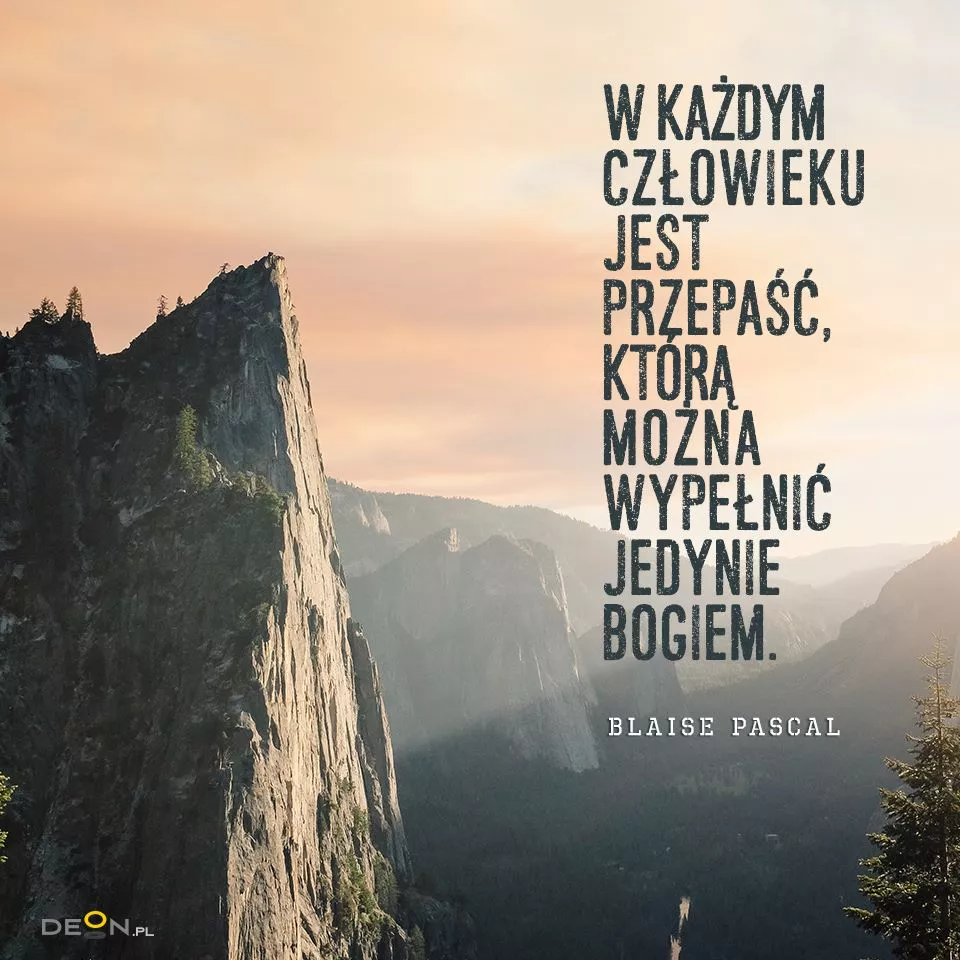 W KAŻDYM
CZŁOWIEKU
JEST
PRZEPAŚĆ,
KTÓRĄ
MOŻNA
WYPEŁNIĆ
JEDYNIE
BOGIEM.
BLAISE PASCAL
DEON.PL